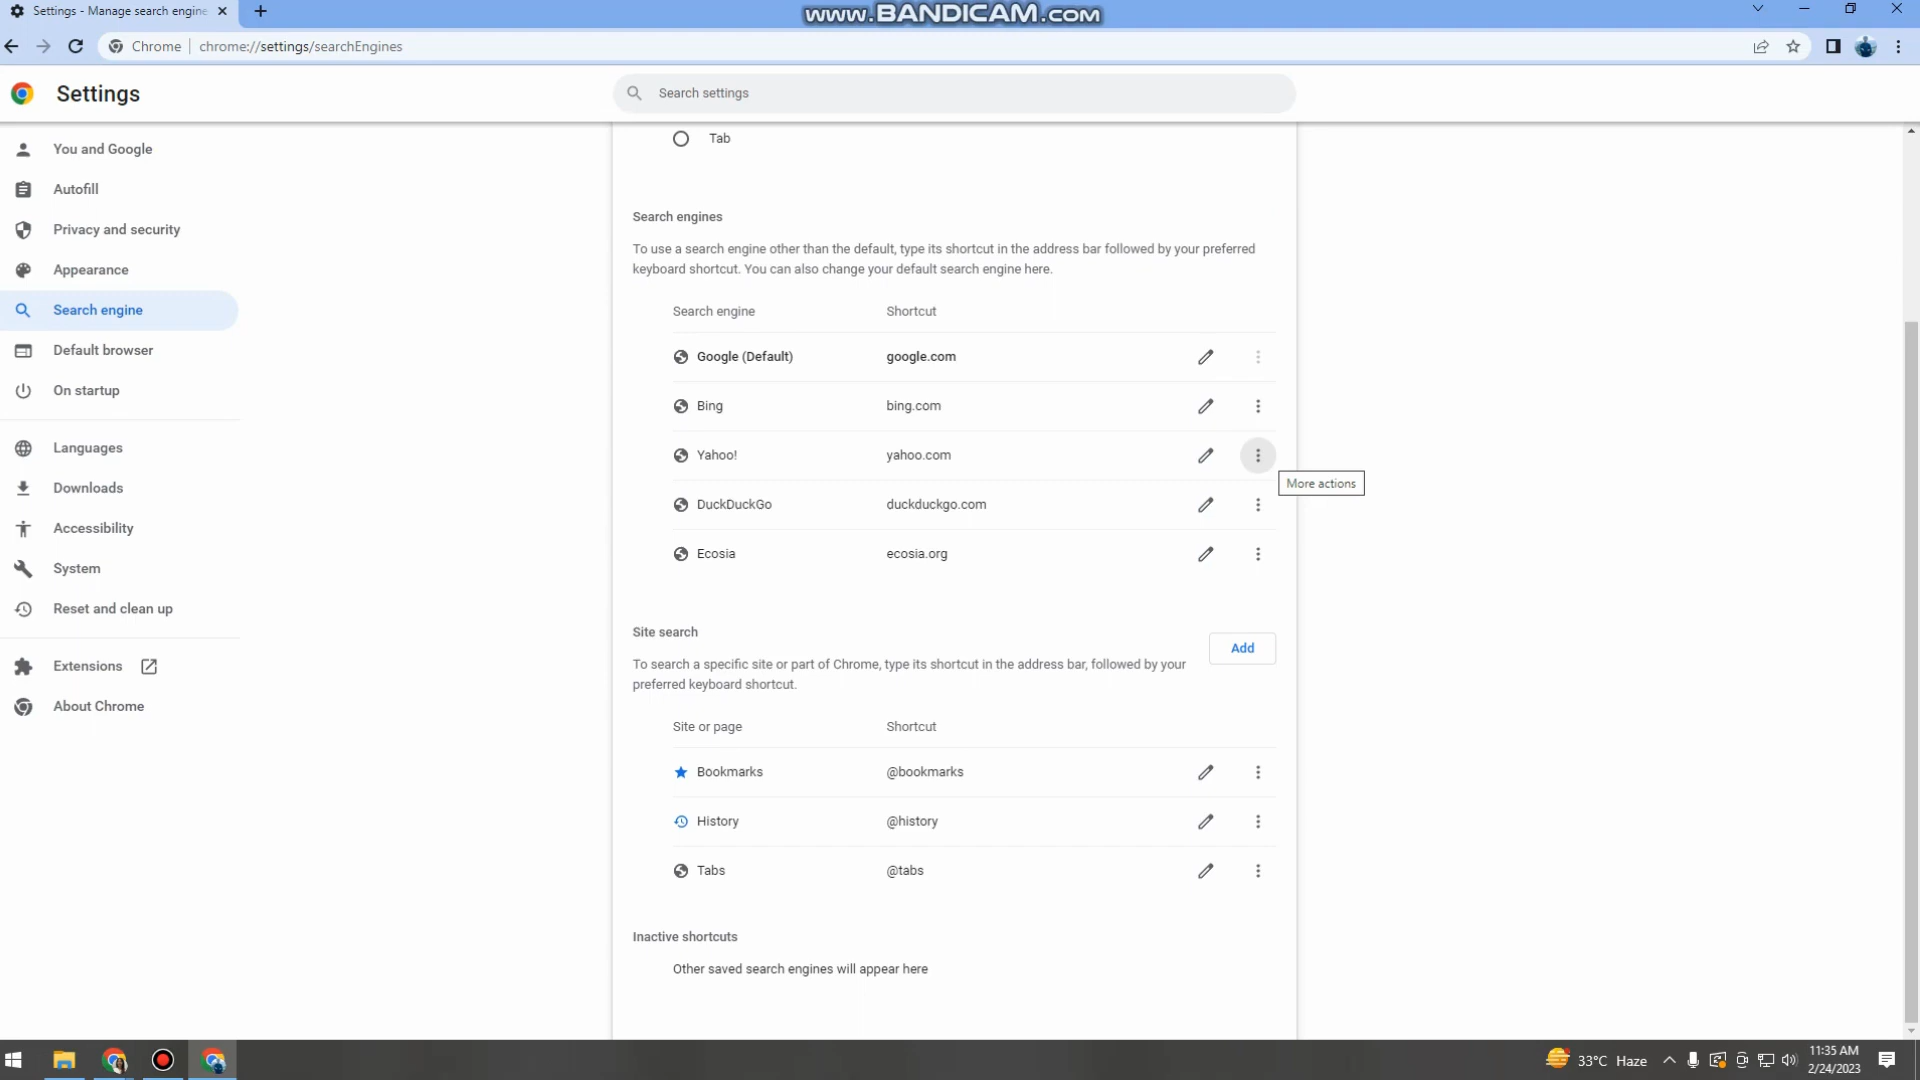 Settings - Manage search engine
www.BANDICAM.com
Chrome
chrome://settings/searchEngines
Settings
Search settings
You and Google
Autofill
Privacy and security
Appearance
Search engine
Default browser
On startup
Languages
Downloads
Accessibility
System
Reset and clean up
Extensions
About Chrome
Tab
Search engines
To use a search engine other than the default, type its shortcut in the address bar followed by your preferred
keyboard shortcut. You can also change your default search engine here.
Search engine Shortcut
Google (Default) google.com
Bing bing.com
Yahoo! yahoo.com
More actions
DuckDuckGo duckduckgo.com
Ecosia ecosia.org
Site search
Add
To search a specific site or part of Chrome, type its shortcut in the address bar, followed by your
preferred keyboard shortcut.
Site or page Shortcut
Bookmarks @bookmarks
History @history
Tabs @tabs
Inactive shortcuts
Other saved search engines will appear here
33°C Haze
11:35 AM
2/24/2023